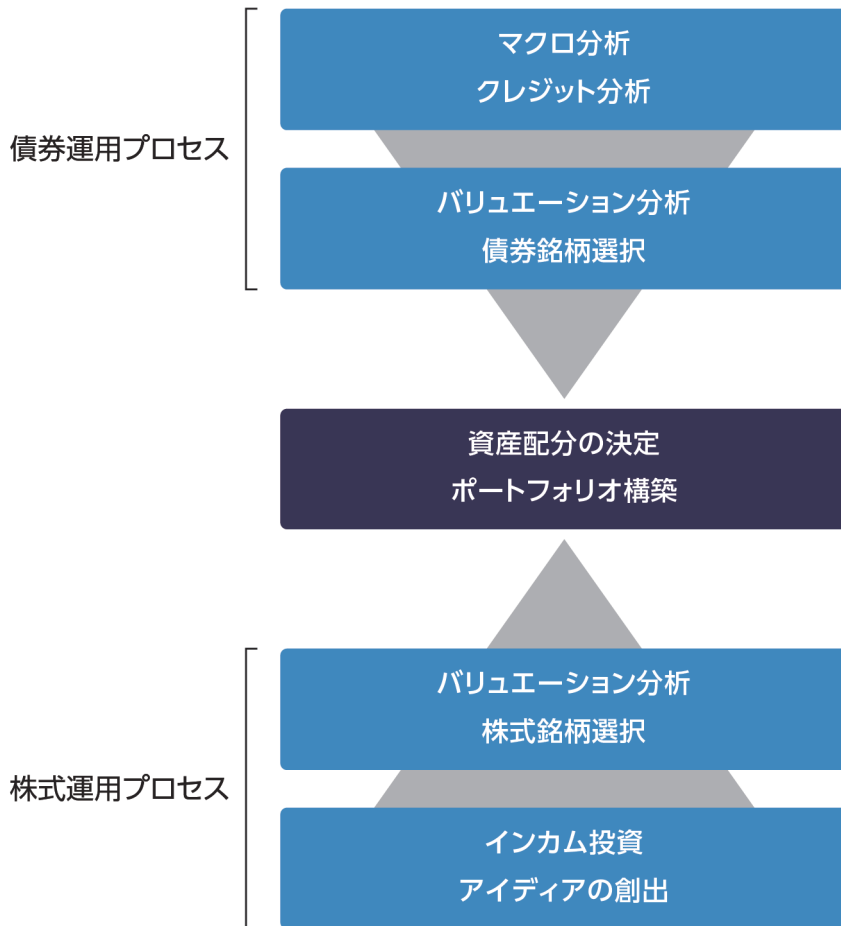 マクロ分析
クレジット分析
債券運用プロセス
バリュエーション分析
債券銘柄選択
資産配分の決定
ポートフォリオ構築
バリュエーション分析
株式銘柄選択
株式運用プロセス
インカム投資
アイディアの創出